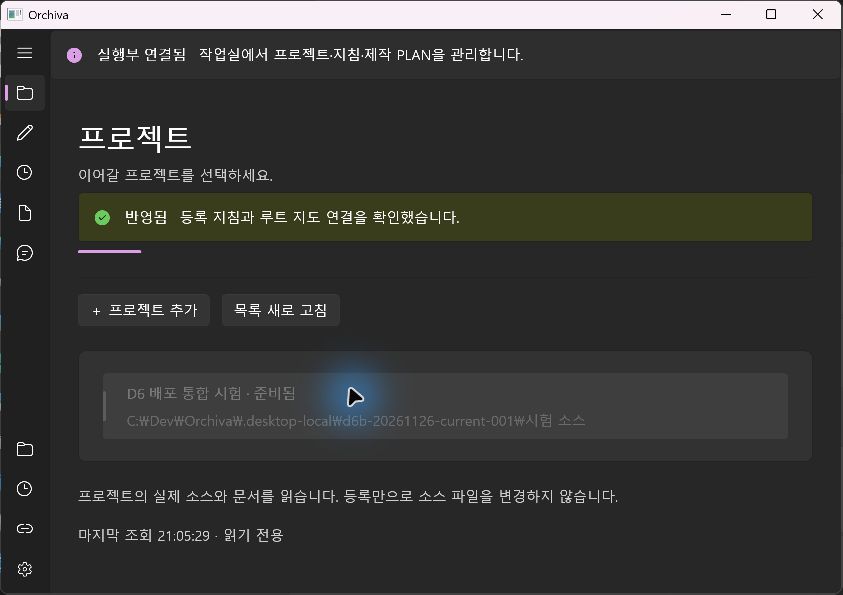 Orchiva
실행부 연결됨 작업실에서 프로젝트·지침·제작 PLAN을 관리합니다.
프로젝트
이어갈 프로젝트를 선택하세요.
반영됨 등록 지침과 루트 지도 연결을 확인했습니다.
+ 프로젝트 추가
목록 새로 고침
D6 배포 통합 시험 · 준비됨
C:₩Dev₩Orchiva₩.desktop-local₩d6b-20261126-current-001₩시험 소스
프로젝트의 실제 소스와 문서를 읽습니다. 등록만으로 소스 파일을 변경하지 않습니다.
마지막 조회 21:05:29 · 읽기 전용